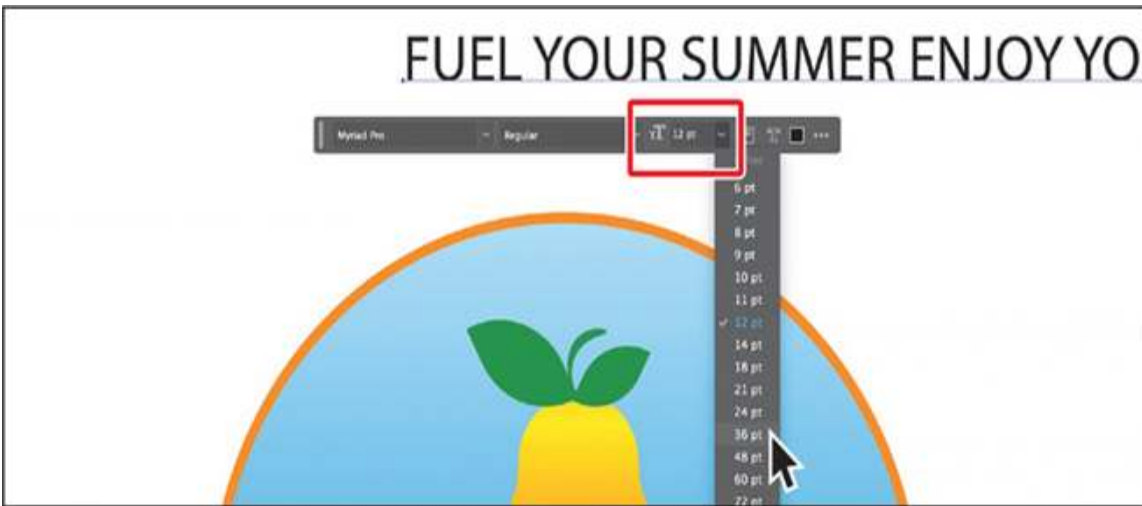 FUEL YOUR SUMMER ENJOY YO
Myriad Pro Regular 12 pt
6 pt
7 pt
8 pt
9 pt
10 pt
11 pt
12 pt
14 pt
18 pt
21 pt
24 pt
36 pt
48 pt
60 pt
72 pt